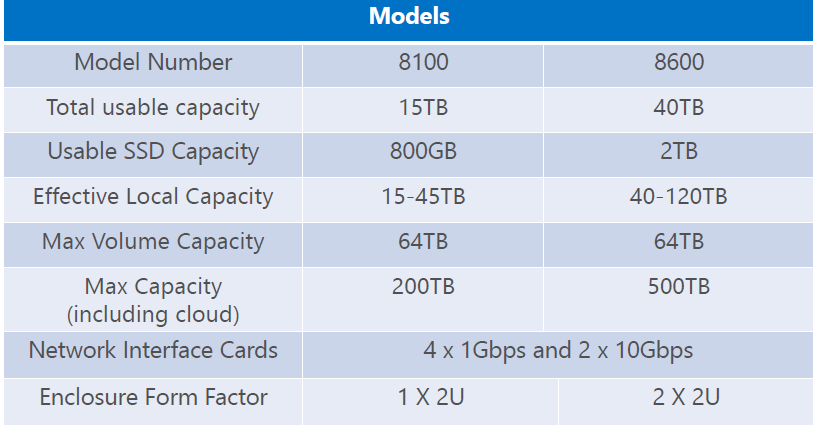 Models
Model Number 8100 8600
Total usable capacity 15TB 40TB
Usable SSD Capacity 800GB 2TB
Effective Local Capacity 15-45TB 40-120TB
Max Volume Capacity 64TB 64TB
Max Capacity 200TB 500TB
(including cloud)
Network Interface Cards 4 x 1Gbps and 2 x 10Gbps
Enclosure Form Factor 1 X 2U 2 X 2U